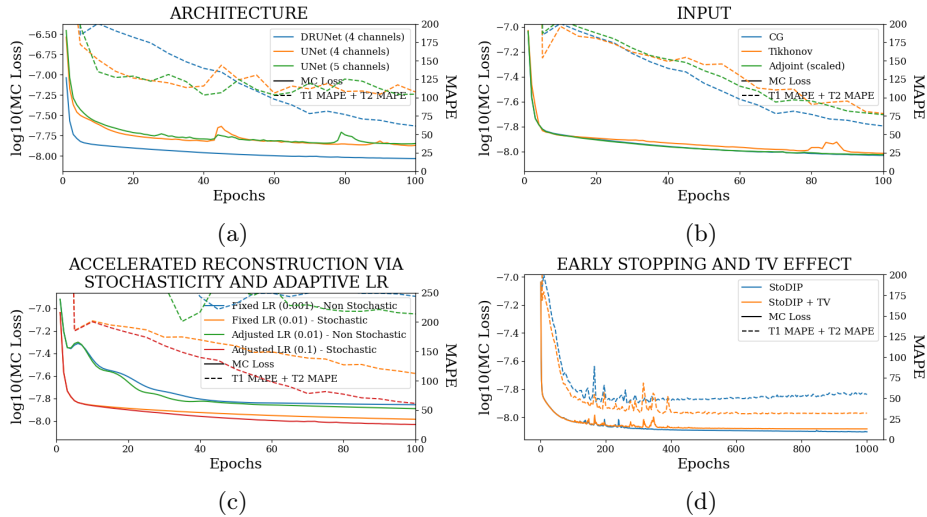 ARCHITECTURE
log10(MC Loss)
−6.50
−6.75
−7.00
−7.25
−7.50
−7.75
−8.00
DRUNet (4 channels)
UNet (4 channels)
UNet (5 channels)
MC Loss
T1 MAPE + T2 MAPE
200
175
150
125
100
75
50
25
0
MAPE
0 20 40 60 80 100
Epochs
(a)
INPUT
log10(MC Loss)
−7.0
−7.2
−7.4
−7.6
−7.8
−8.0
CG
Tikhonov
Adjoint (scaled)
MC Loss
T1 MAPE + T2 MAPE
200
175
150
125
100
75
50
25
0
MAPE
0 20 40 60 80 100
Epochs
(b)
ACCELERATED RECONSTRUCTION VIA
STOCHASTICITY AND ADAPTIVE LR
log10(MC Loss)
−7.0
−7.2
−7.4
−7.6
−7.8
−8.0
Fixed LR (0.001) - Non Stochastic
Fixed LR (0.01) - Stochastic
Adjusted LR (0.01) - Non Stochastic
Adjusted LR (0.1) - Stochastic
MC Loss
T1 MAPE + T2 MAPE
250
200
150
100
50
0
MAPE
0 20 40 60 80 100
Epochs
(c)
EARLY STOPPING AND TV EFFECT
log10(MC Loss)
−7.0
−7.2
−7.4
−7.6
−7.8
−8.0
StoDIP
StoDIP + TV
MC Loss
T1 MAPE + T2 MAPE
200
175
150
125
100
75
50
25
0
MAPE
0 200 400 600 800 1000
Epochs
(d)